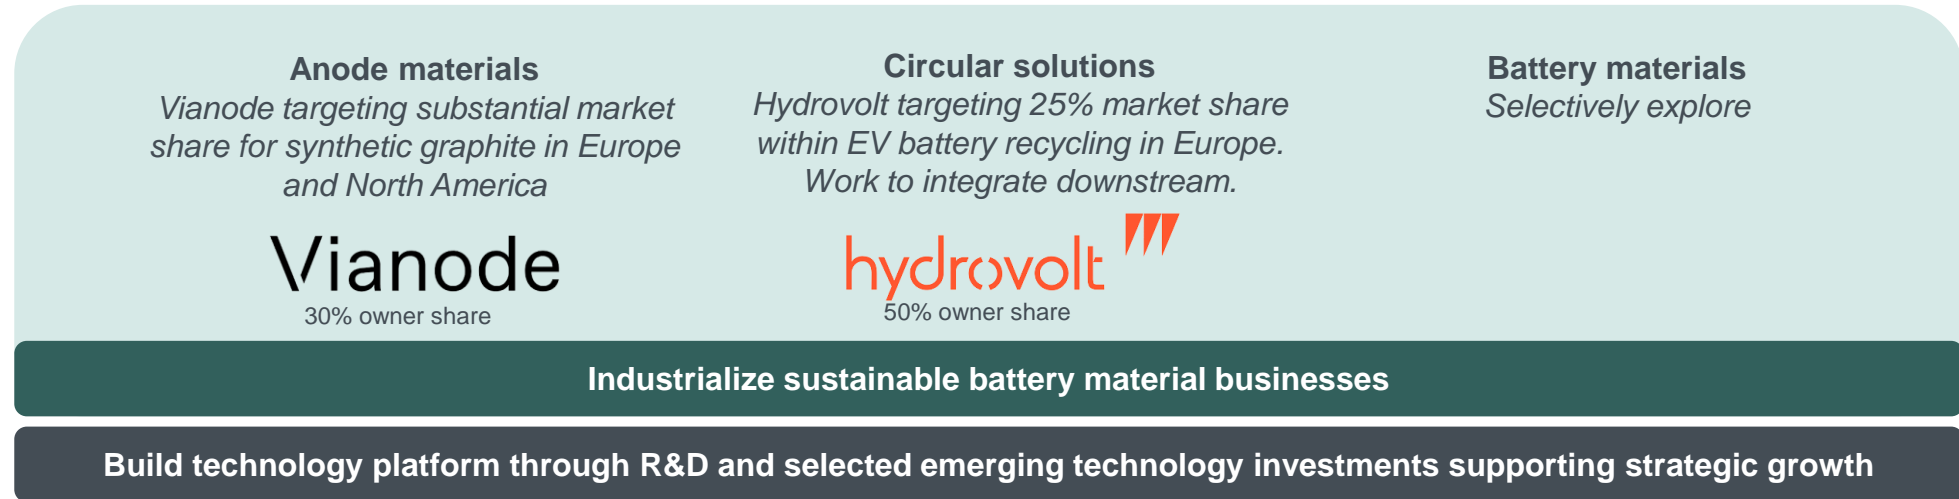 Anode materials
Vianode targeting substantial market
share for synthetic graphite in Europe
and North America
Vianode
30% owner share
Circular solutions
Hydrovolt targeting 25% market share
within EV battery recycling in Europe.
Work to integrate downstream.
hydrovolt
50% owner share
Battery materials
Selectively explore
Industrialize sustainable battery material businesses
Build technology platform through R&D and selected emerging technology investments supporting strategic growth